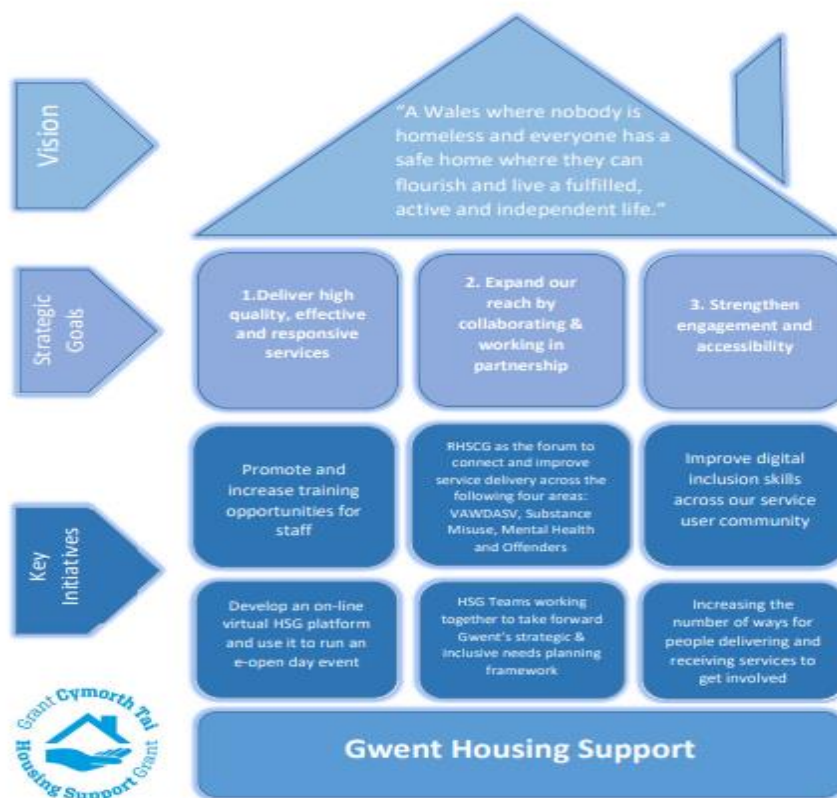 Vision
"A Wales where nobody is
homeless and everyone has a
safe home where they can
flourish and live a fulfilled,
active and independent life."
Strategic
Goals
1.Deliver high
quality, effective
and responsive
services
2. Expand our
reach by
collaborating &
working in
partnership
3. Strengthen
engagement and
accessibility
Key
Initiatives
Promote and
increase training
opportunities for
staff
RHSCG as the forum to
connect and improve
service delivery across the
following four areas:
VAWDASV, Substance
Misuse, Mental Health
and Offenders
Improve digital
inclusion skills
across our service
user community
Develop an on-line
virtual HSG platform
and use it to run an
e-open day event
HSG Teams working
together to take forward
Gwent's strategic &
inclusive needs planning
framework
Increasing the
number of ways for
people delivering and
receiving services to
get involved
Grant Cymorth Tai
Housing Support Grant
Gwent Housing Support